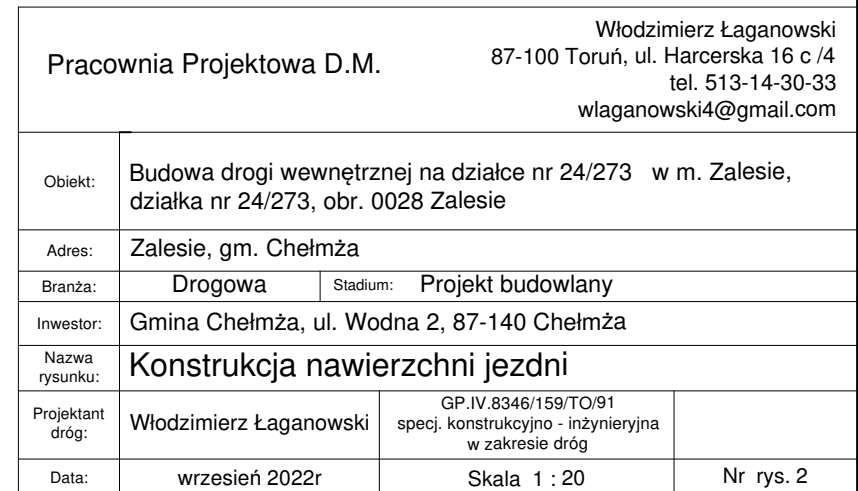 Pracownia Projektowa D.M.
Włodzimierz Łaganowski
87-100 Toruń, ul. Harcerska 16 c /4
tel. 513-14-30-33
wlaganowski4@gmail.com
Obiekt:
Budowa drogi wewnętrznej na działce nr 24/273 w m. Zalesie,
działka nr 24/273, obr. 0028 Zalesie
Adres:
Zalesie, gm. Chełmża
Branża:
Drogowa
Stadium:
Projekt budowlany
Inwestor:
Gmina Chełmża, ul. Wodna 2, 87-140 Chełmża
Nazwa
rysunku:
Konstrukcja nawierzchni jezdni
Projektant
dróg:
Włodzimierz Łaganowski
GP.IV.8346/159/TO/91
specj. konstrukcyjno - inżynieryjna
w zakresie dróg
Data:
wrzesień 2022r
Skala 1 : 20
Nr rys. 2